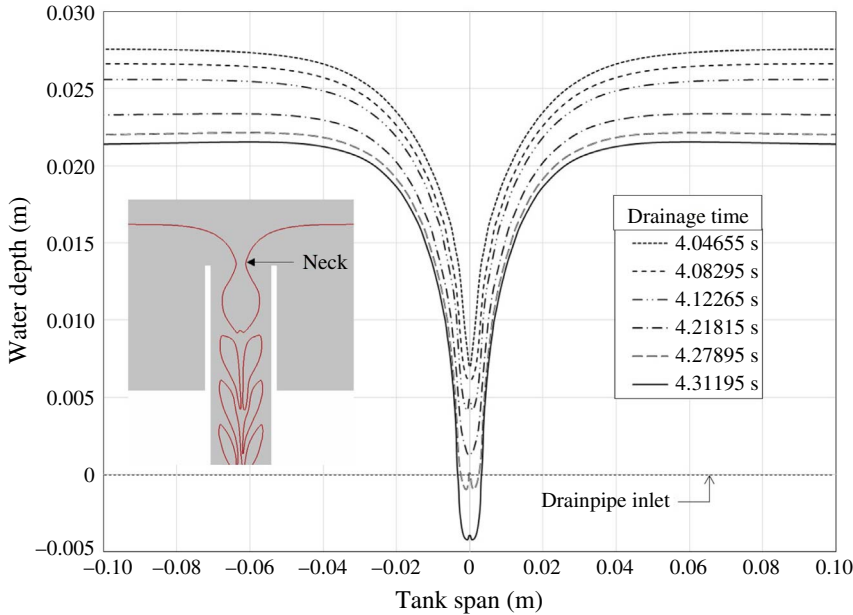 0.030
0.025
0.020
0.015
0.010
0.005
0
–0.005
Water depth (m)
Neck
Drainage time
4.04655 s
4.08295 s
4.12265 s
4.21815 s
4.27895 s
4.31195 s
Drainpipe inlet
–0.10 –0.08 –0.06 –0.04 –0.02 0 0.02 0.04 0.06 0.08 0.10
Tank span (m)